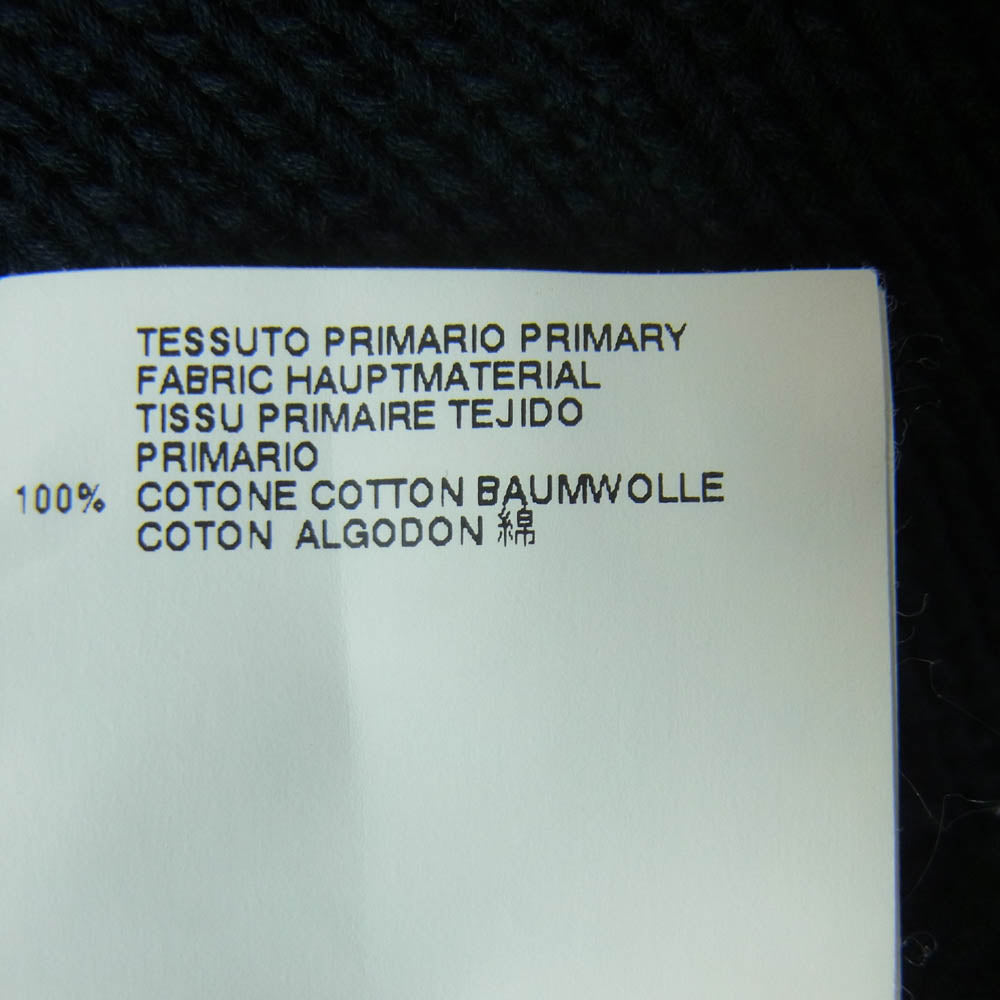 TESSUTO PRIMARIO PRIMARY
FABRIC HAUPTMATERIAL
TISSU PRIMAIRE TEJIDO
PRIMARIO
100% COTONE COTTON BAUMWOLLE
COTON ALGODON 綿